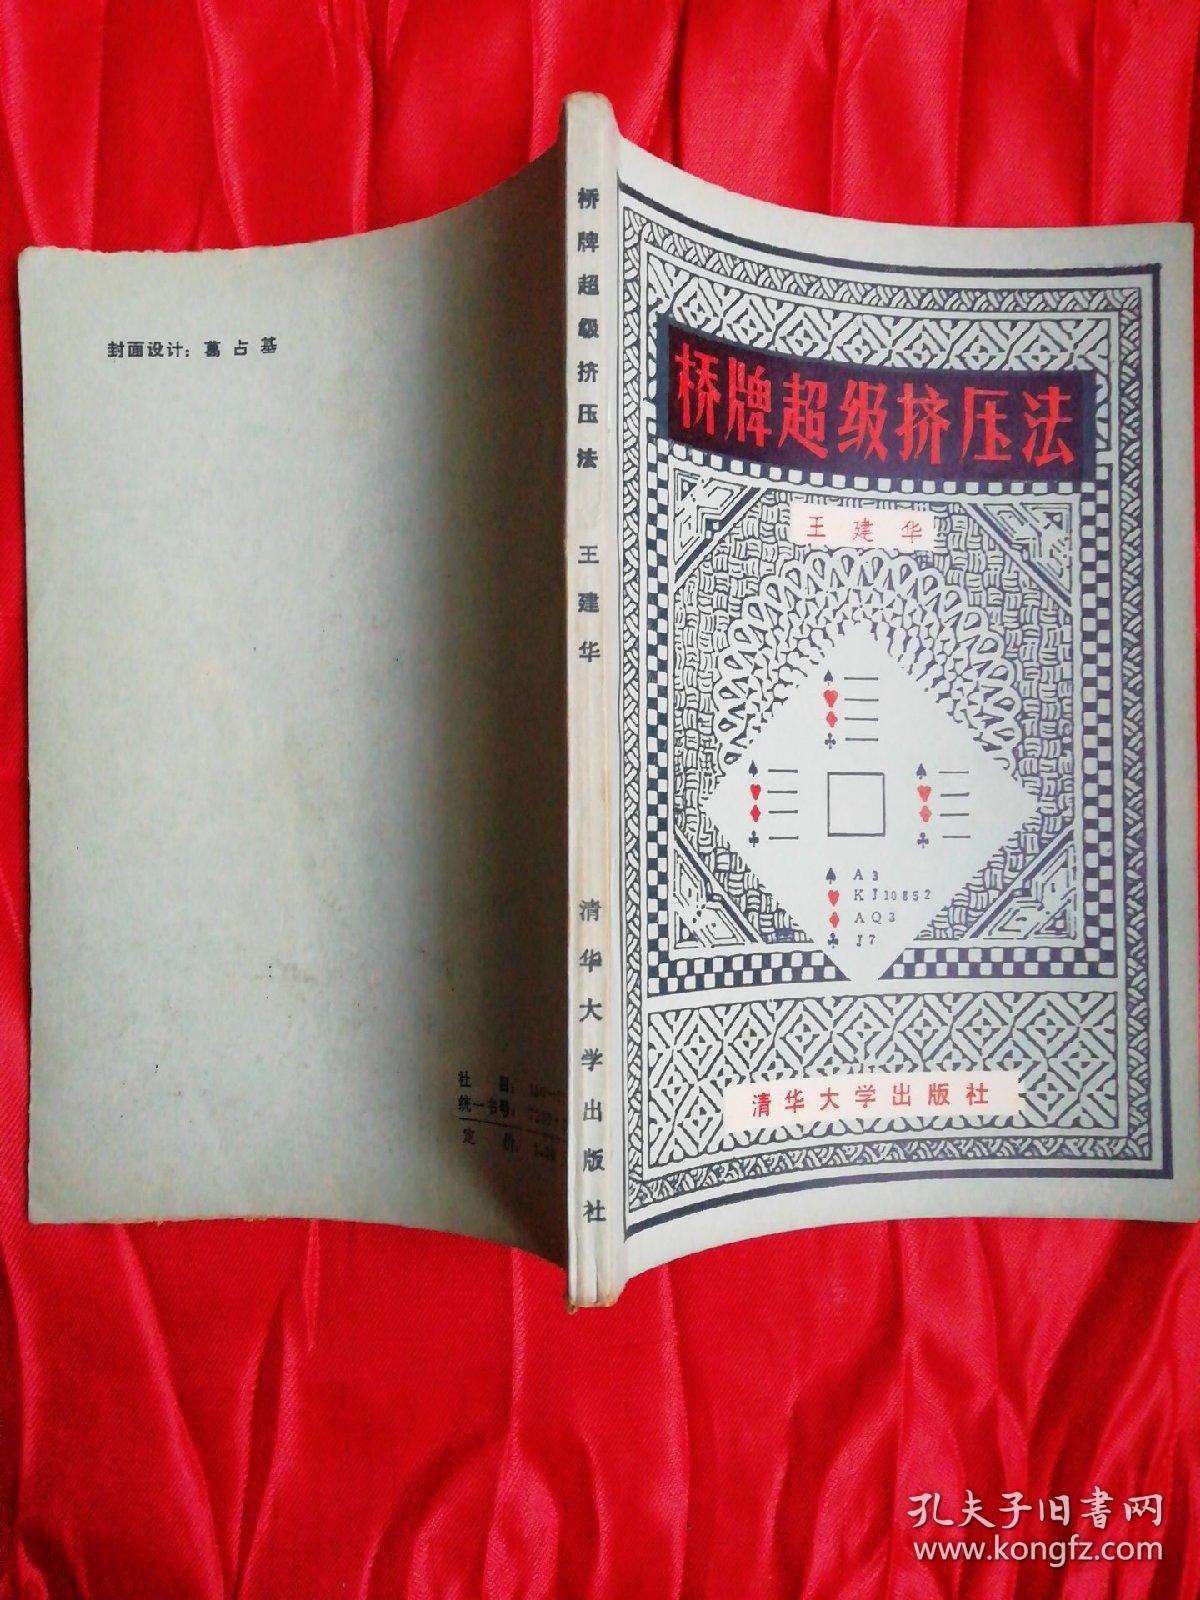 封面设计：葛占基
社 目：
统一书号：
定 价：
桥牌超级挤压法 王建华 清华大学出版社
桥牌超级挤压法
王建华
♠ —
♥ —
♦ —
♣ —
♠ —
♥ —
♦ —
♣ —
♠ —
♥ —
♦ —
♣ —
♠ A 3
♥ K J 10 8 5 2
♦ A Q 3
♣ J 7
清华大学出版社
孔夫子旧书网
www.kongfz.com